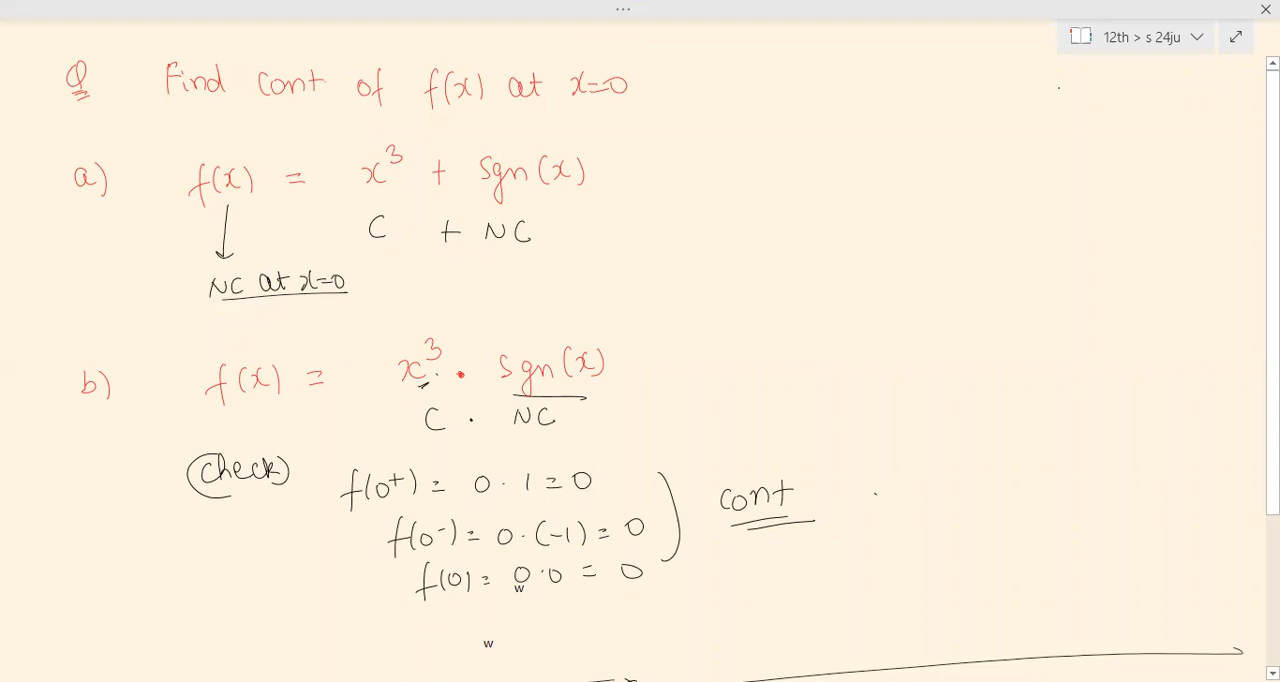 ...
12th > s 24ju
Q Find cont of f(x) at x=0
a) f(x) = x³ + Sgn(x)
C + NC
NC at x=0
b) f(x) = x³ · Sgn(x)
C · NC
Check f(0+) = 0 · 1 = 0
f(0-) = 0 · (-1) = 0
cont
f(0) = 0 · 0 = 0
w
w